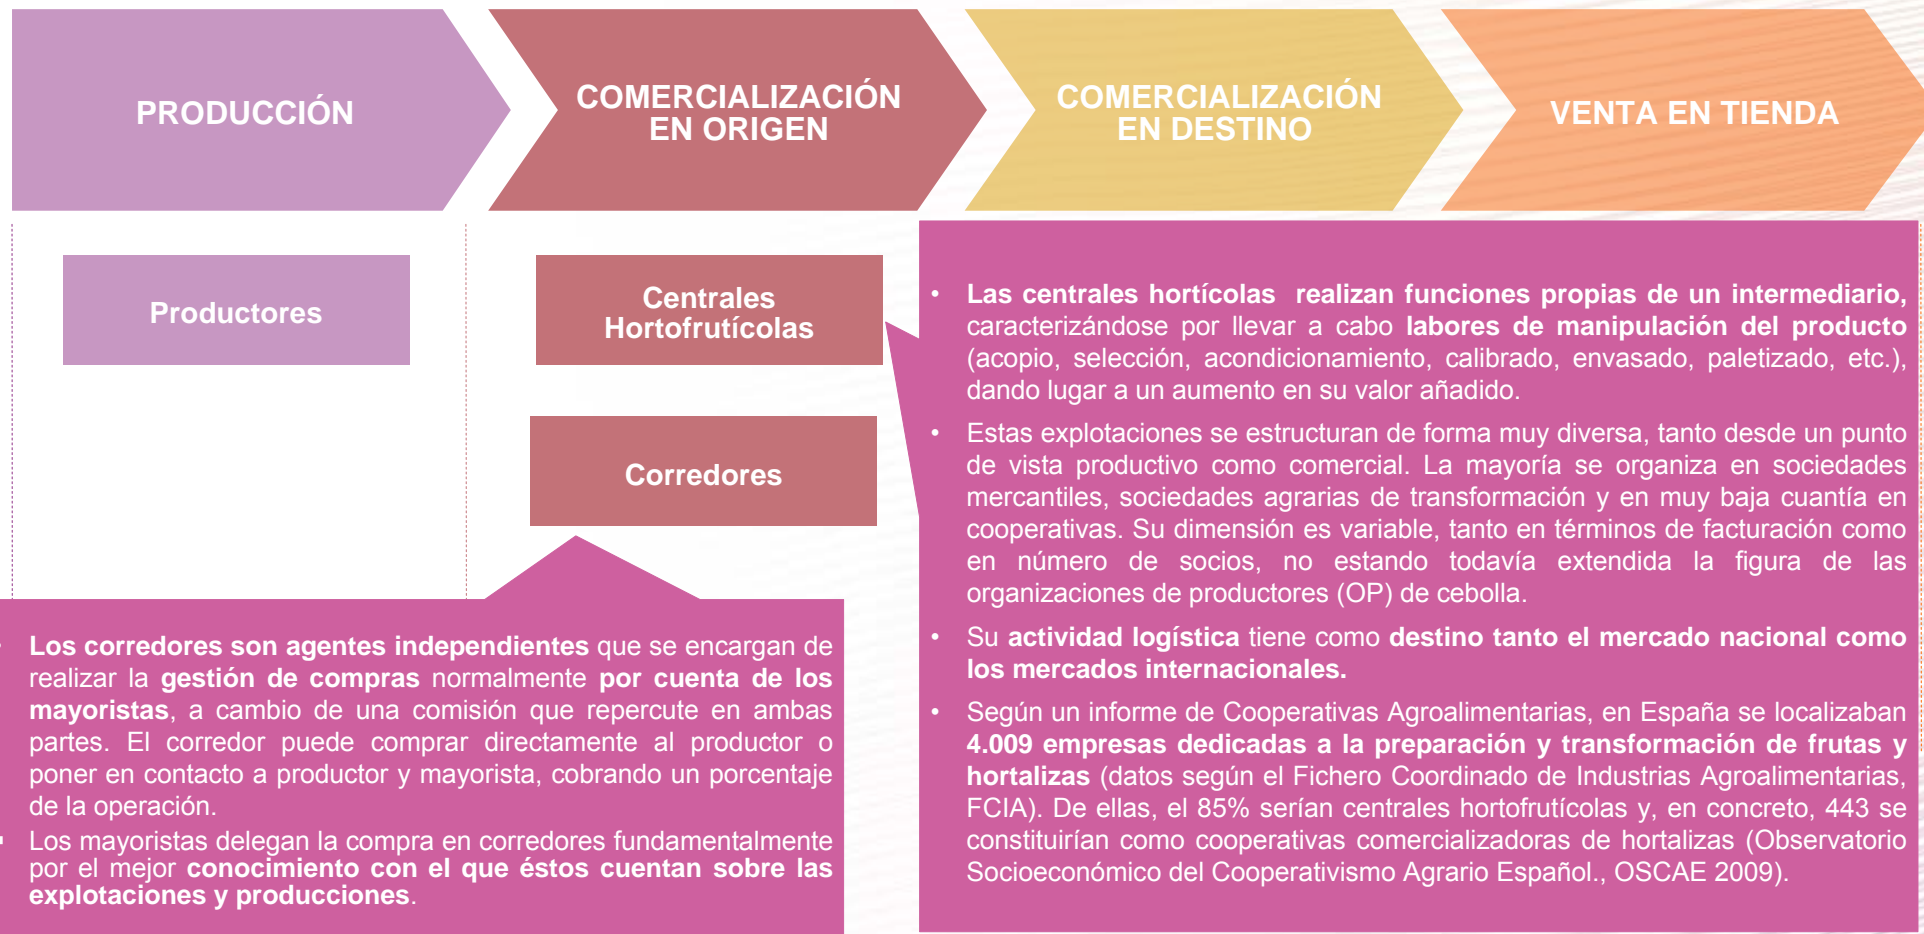 PRODUCCIÓN
COMERCIALIZACIÓN
EN ORIGEN
COMERCIALIZACIÓN
EN DESTINO
VENTA EN TIENDA
Productores
Centrales
Hortofrutícolas
Corredores
• Los corredores son agentes independientes que se encargan de
realizar la gestión de compras normalmente por cuenta de los
mayoristas, a cambio de una comisión que repercute en ambas
partes. El corredor puede comprar directamente al productor o
poner en contacto a productor y mayorista, cobrando un porcentaje
de la operación.
▪ Los mayoristas delegan la compra en corredores fundamentalmente
por el mejor conocimiento con el que éstos cuentan sobre las
explotaciones y producciones.
• Las centrales hortícolas realizan funciones propias de un intermediario,
caracterizándose por llevar a cabo labores de manipulación del producto
(acopio, selección, acondicionamiento, calibrado, envasado, paletizado, etc.),
dando lugar a un aumento en su valor añadido.
• Estas explotaciones se estructuran de forma muy diversa, tanto desde un punto
de vista productivo como comercial. La mayoría se organiza en sociedades
mercantiles, sociedades agrarias de transformación y en muy baja cuantía en
cooperativas. Su dimensión es variable, tanto en términos de facturación como
en número de socios, no estando todavía extendida la figura de las
organizaciones de productores (OP) de cebolla.
• Su actividad logística tiene como destino tanto el mercado nacional como
los mercados internacionales.
• Según un informe de Cooperativas Agroalimentarias, en España se localizaban
4.009 empresas dedicadas a la preparación y transformación de frutas y
hortalizas (datos según el Fichero Coordinado de Industrias Agroalimentarias,
FCIA). De ellas, el 85% serían centrales hortofrutícolas y, en concreto, 443 se
constituirían como cooperativas comercializadoras de hortalizas (Observatorio
Socioeconómico del Cooperativismo Agrario Español., OSCAE 2009).